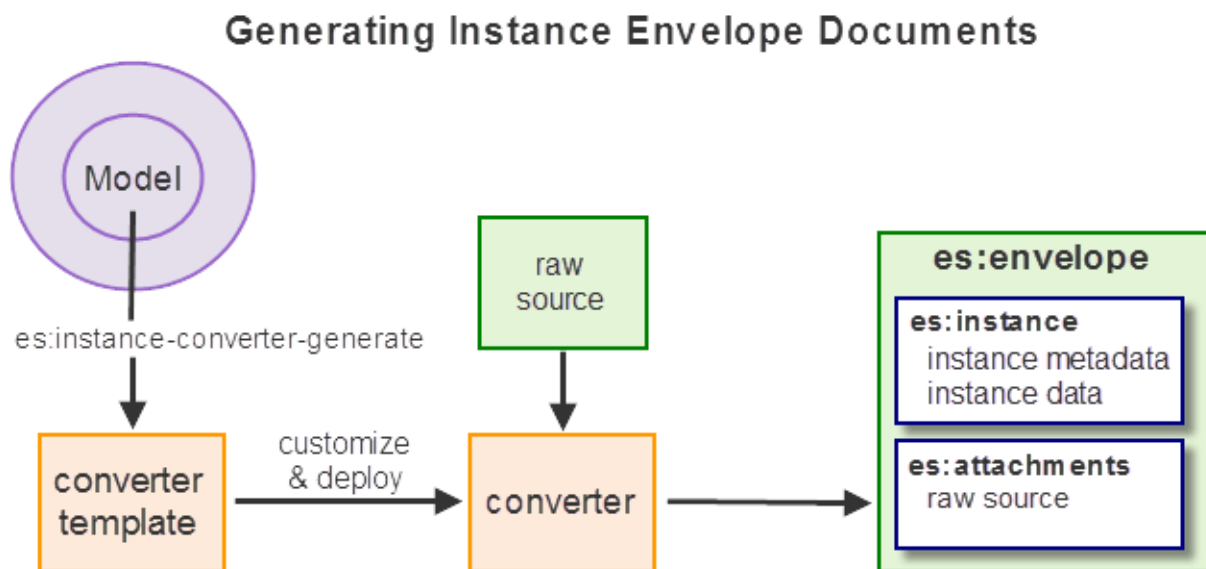 Generating Instance Envelope Documents
Model
es:instance-converter-generate
converter
template
customize
& deploy
raw
source
converter
es:envelope
es:instance
instance metadata
instance data
es:attachments
raw source